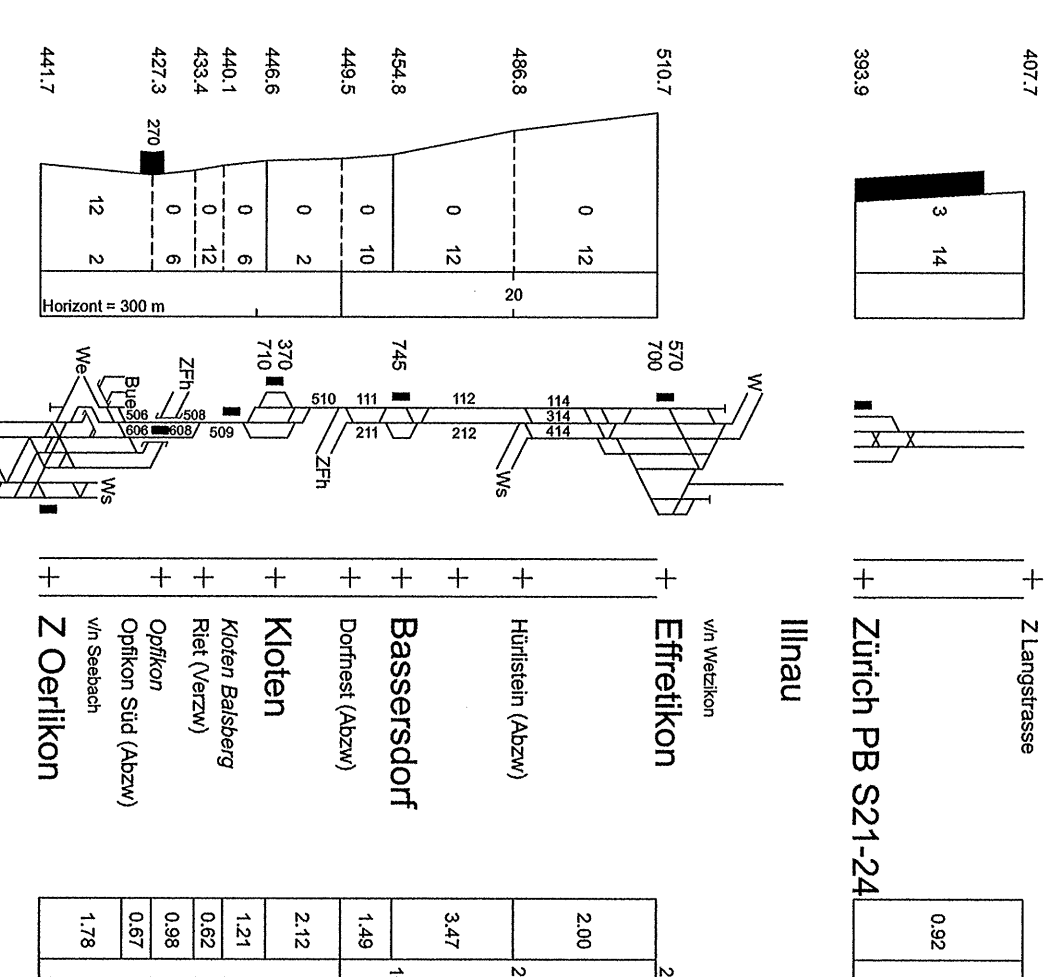 407.7
393.9
510.7
486.8
454.8
449.5
446.6
440.1
433.4
427.3
441.7
270
3
14
0
12
0
12
0
10
0
2
0
6
0
12
0
6
12
2
20
Horizont = 300 m
570
700
745
370
710
W
ZFh
We
Bue
506
508
606
608
509
510
111
211
112
212
114
314
414
ZFh
Ws
Ws
Z Langstrasse
Zürich PB S21-24
Illnau
v/n Wetzikon
Effretikon
Hürlistein (Abzw)
Bassersdorf
Dorfnest (Abzw)
Kloten
Kloten Balsberg
Riet (Verzw)
Opfikon
Opfikon Süd (Abzw)
v/n Seebach
Z Oerlikon
0.92
2.00
3.47
1.49
2.12
1.21
0.62
0.98
0.67
1.78
2
2
1